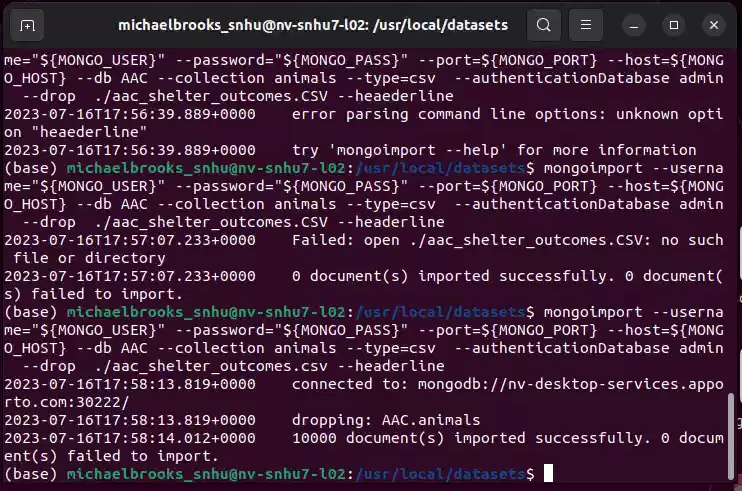 michaelbrooks_snhu@nv-snhu7-l02: /usr/local/datasets
me="${MONGO_USER}" --password="${MONGO_PASS}" --port=${MONGO_PORT} --host=${MONG
O_HOST} --db AAC --collection animals --type=csv  --authenticationDatabase admin
  --drop  ./aac_shelter_outcomes.CSV --heaederline
2023-07-16T17:56:39.889+0000    error parsing command line options: unknown opti
on "heaederline"
2023-07-16T17:56:39.889+0000    try 'mongoimport --help' for more information
(base) michaelbrooks_snhu@nv-snhu7-l02:/usr/local/datasets$ mongoimport --userna
me="${MONGO_USER}" --password="${MONGO_PASS}" --port=${MONGO_PORT} --host=${MONG
O_HOST} --db AAC --collection animals --type=csv  --authenticationDatabase admin
  --drop  ./aac_shelter_outcomes.CSV --headerline
2023-07-16T17:57:07.233+0000    Failed: open ./aac_shelter_outcomes.CSV: no such
 file or directory
2023-07-16T17:57:07.233+0000    0 document(s) imported successfully. 0 document(
s) failed to import.
(base) michaelbrooks_snhu@nv-snhu7-l02:/usr/local/datasets$ mongoimport --userna
me="${MONGO_USER}" --password="${MONGO_PASS}" --port=${MONGO_PORT} --host=${MONG
O_HOST} --db AAC --collection animals --type=csv  --authenticationDatabase admin
  --drop  ./aac_shelter_outcomes.csv --headerline
2023-07-16T17:58:13.819+0000    connected to: mongodb://nv-desktop-services.appo
rto.com:30222/
2023-07-16T17:58:13.819+0000    dropping: AAC.animals
2023-07-16T17:58:14.012+0000    10000 document(s) imported successfully. 0 docum
ent(s) failed to import.
(base) michaelbrooks_snhu@nv-snhu7-l02:/usr/local/datasets$